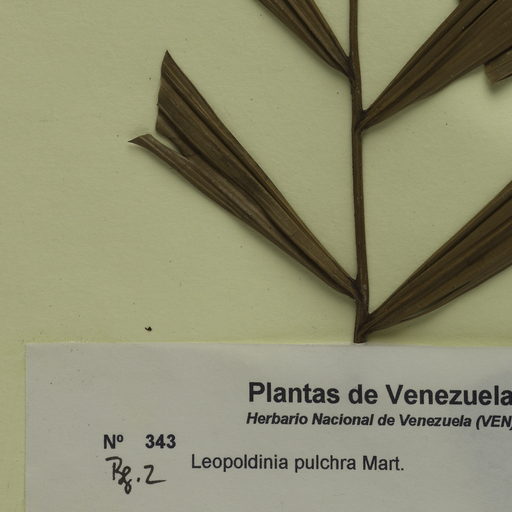 Plantas de Venezuela
Herbario Nacional de Venezuela (VEN)
Nº 343
Leopoldinia pulchra Mart.